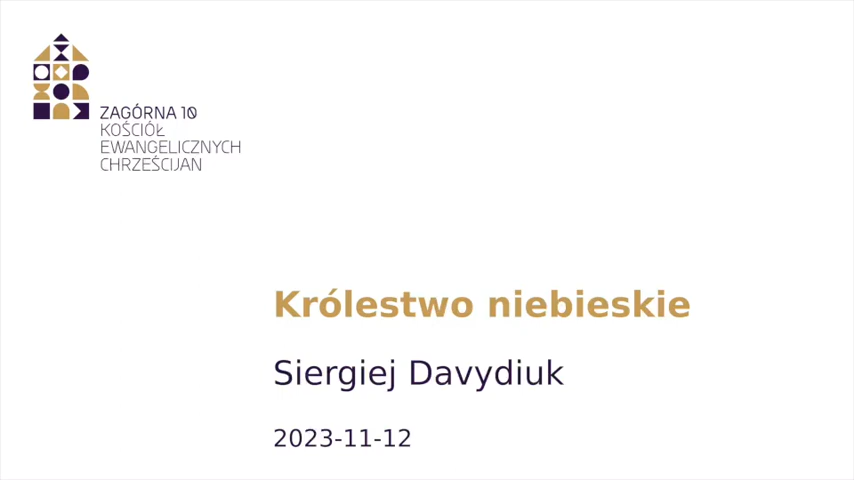 ZAGÓRNA 10
KOŚCIÓŁ
EWANGELICZNYCH
CHRZEŚCIJAN
Królestwo niebieskie
Siergiej Davydiuk
2023-11-12